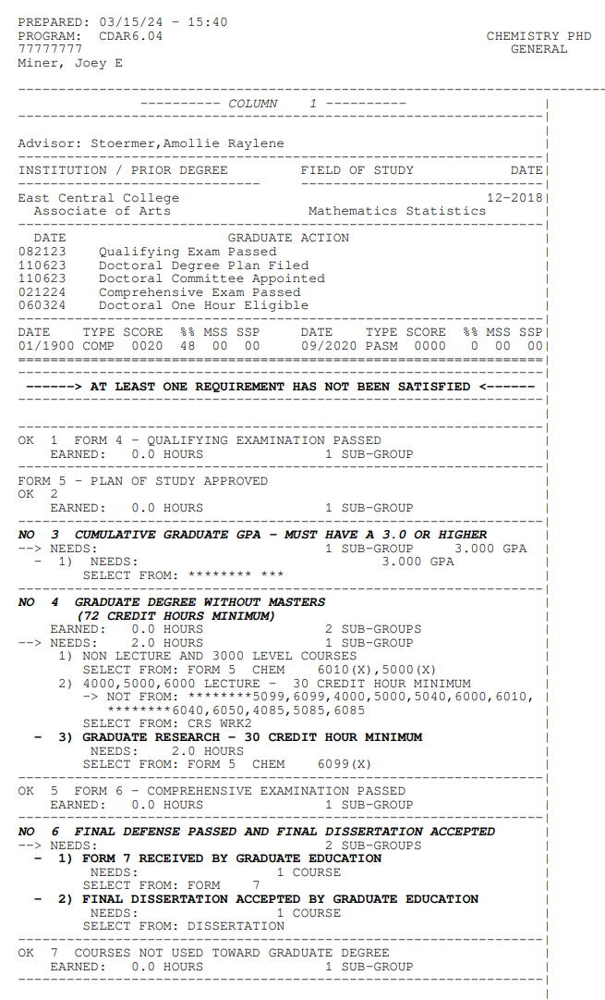 PREPARED: 03/15/24 - 15:40
PROGRAM: CDAR6.04 CHEMISTRY PHD
77777777 GENERAL
Miner, Joey E
---------- COLUMN 1 ----------
Advisor: Stoermer,Amollie Raylene
INSTITUTION / PRIOR DEGREE FIELD OF STUDY DATE
East Central College 12-2018
Associate of Arts Mathematics Statistics
DATE GRADUATE ACTION
082123 Qualifying Exam Passed
110623 Doctoral Degree Plan Filed
110623 Doctoral Committee Appointed
021224 Comprehensive Exam Passed
060324 Doctoral One Hour Eligible
DATE TYPE SCORE %% MSS SSP DATE TYPE SCORE %% MSS SSP
01/1900 COMP 0020 48 00 00 09/2020 PASM 0000 0 00 00
------> AT LEAST ONE REQUIREMENT HAS NOT BEEN SATISFIED <------
OK 1 FORM 4 - QUALIFYING EXAMINATION PASSED
EARNED: 0.0 HOURS 1 SUB-GROUP
FORM 5 - PLAN OF STUDY APPROVED
OK 2
EARNED: 0.0 HOURS 1 SUB-GROUP
NO 3 CUMULATIVE GRADUATE GPA - MUST HAVE A 3.0 OR HIGHER
--> NEEDS: 1 SUB-GROUP 3.000 GPA
- 1) NEEDS: 3.000 GPA
SELECT FROM: ******** ***
NO 4 GRADUATE DEGREE WITHOUT MASTERS
(72 CREDIT HOURS MINIMUM)
EARNED: 0.0 HOURS 2 SUB-GROUPS
--> NEEDS: 2.0 HOURS 1 SUB-GROUP
1) NON LECTURE AND 3000 LEVEL COURSES
SELECT FROM: FORM 5 CHEM 6010(X),5000(X)
2) 4000,5000,6000 LECTURE - 30 CREDIT HOUR MINIMUM
-> NOT FROM: ********5099,6099,4000,5000,5040,6000,6010,
********6040,6050,4085,5085,6085
SELECT FROM: CRS WRK2
- 3) GRADUATE RESEARCH - 30 CREDIT HOUR MINIMUM
NEEDS: 2.0 HOURS
SELECT FROM: FORM 5 CHEM 6099(X)
OK 5 FORM 6 - COMPREHENSIVE EXAMINATION PASSED
EARNED: 0.0 HOURS 1 SUB-GROUP
NO 6 FINAL DEFENSE PASSED AND FINAL DISSERTATION ACCEPTED
--> NEEDS: 2 SUB-GROUPS
- 1) FORM 7 RECEIVED BY GRADUATE EDUCATION
NEEDS: 1 COURSE
SELECT FROM: FORM 7
- 2) FINAL DISSERTATION ACCEPTED BY GRADUATE EDUCATION
NEEDS: 1 COURSE
SELECT FROM: DISSERTATION
OK 7 COURSES NOT USED TOWARD GRADUATE DEGREE
EARNED: 0.0 HOURS 1 SUB-GROUP